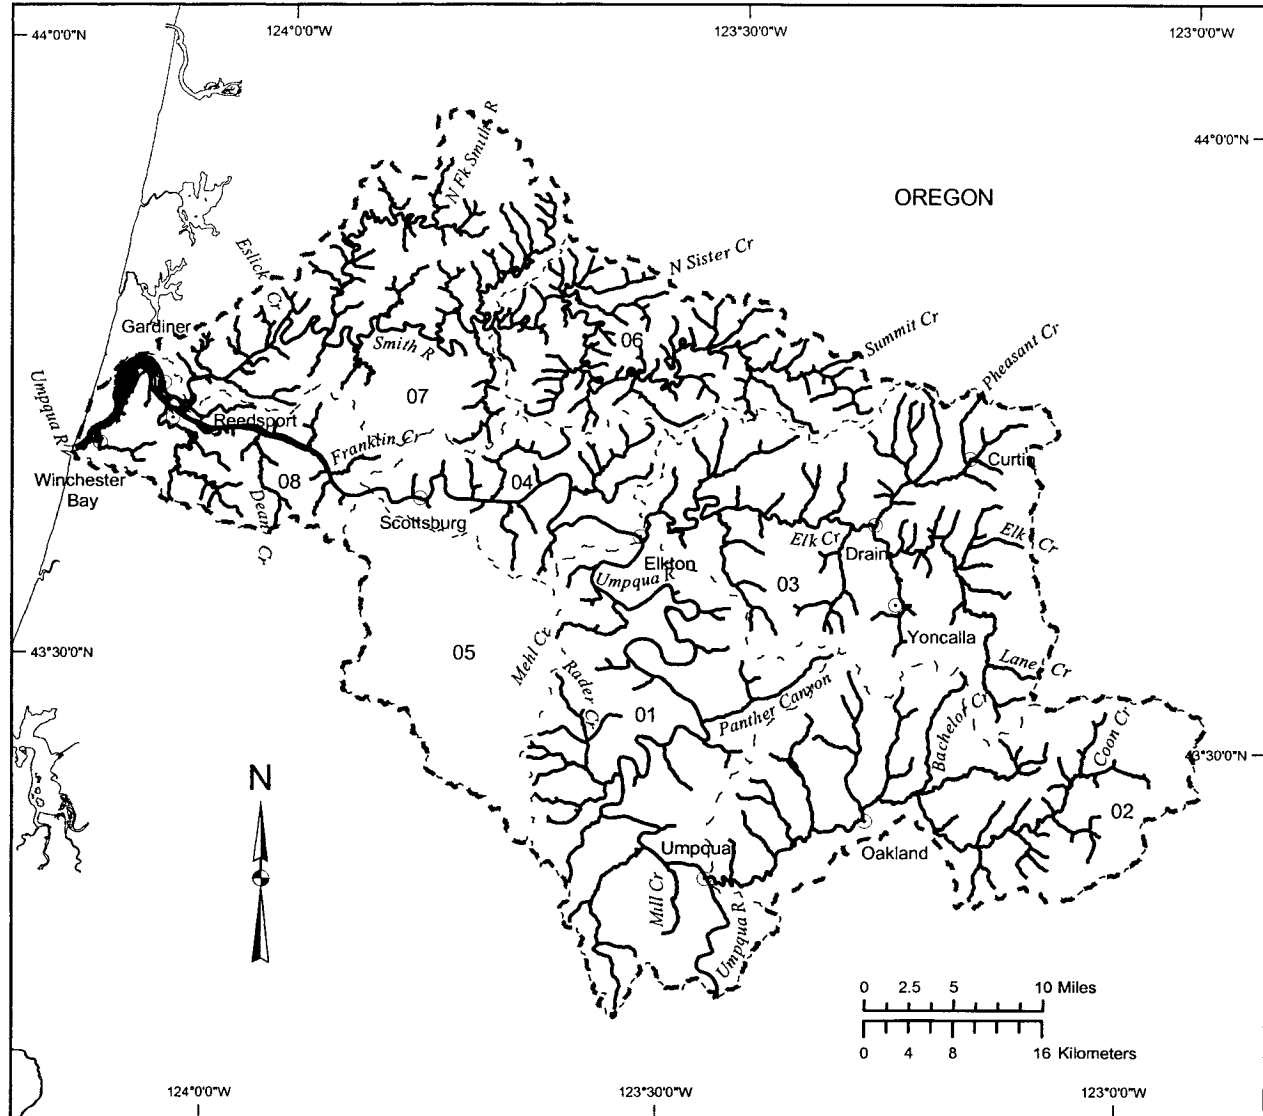 44°0'0"N
124°0'0"W
123°30'0"W
123°0'0"W
44°0'0"N
N Fk Smith R
OREGON
Eslick Cr
N Sister Cr
Gardiner
Smith R
06
Summit Cr
Pheasant Cr
Umpqua R
07
Reedsport
Franklin Cr
Curtin
Winchester
Bay
08
Dean Cr
04
Scottsburg
Elk Cr
Drain
Elk Cr
Elkton
Umpqua R
03
Yoncalla
43°30'0"N
05
Mehl Cr
Rader Cr
Lane Cr
01
Panther Canyon
Bachelor Cr
Coon Cr
43°30'0"N
02
N
Umpqua
Oakland
Mill Cr
Umpqua R
0 2.5 5 10 Miles
0 4 8 16 Kilometers
124°0'0"W
123°30'0"W
123°0'0"W